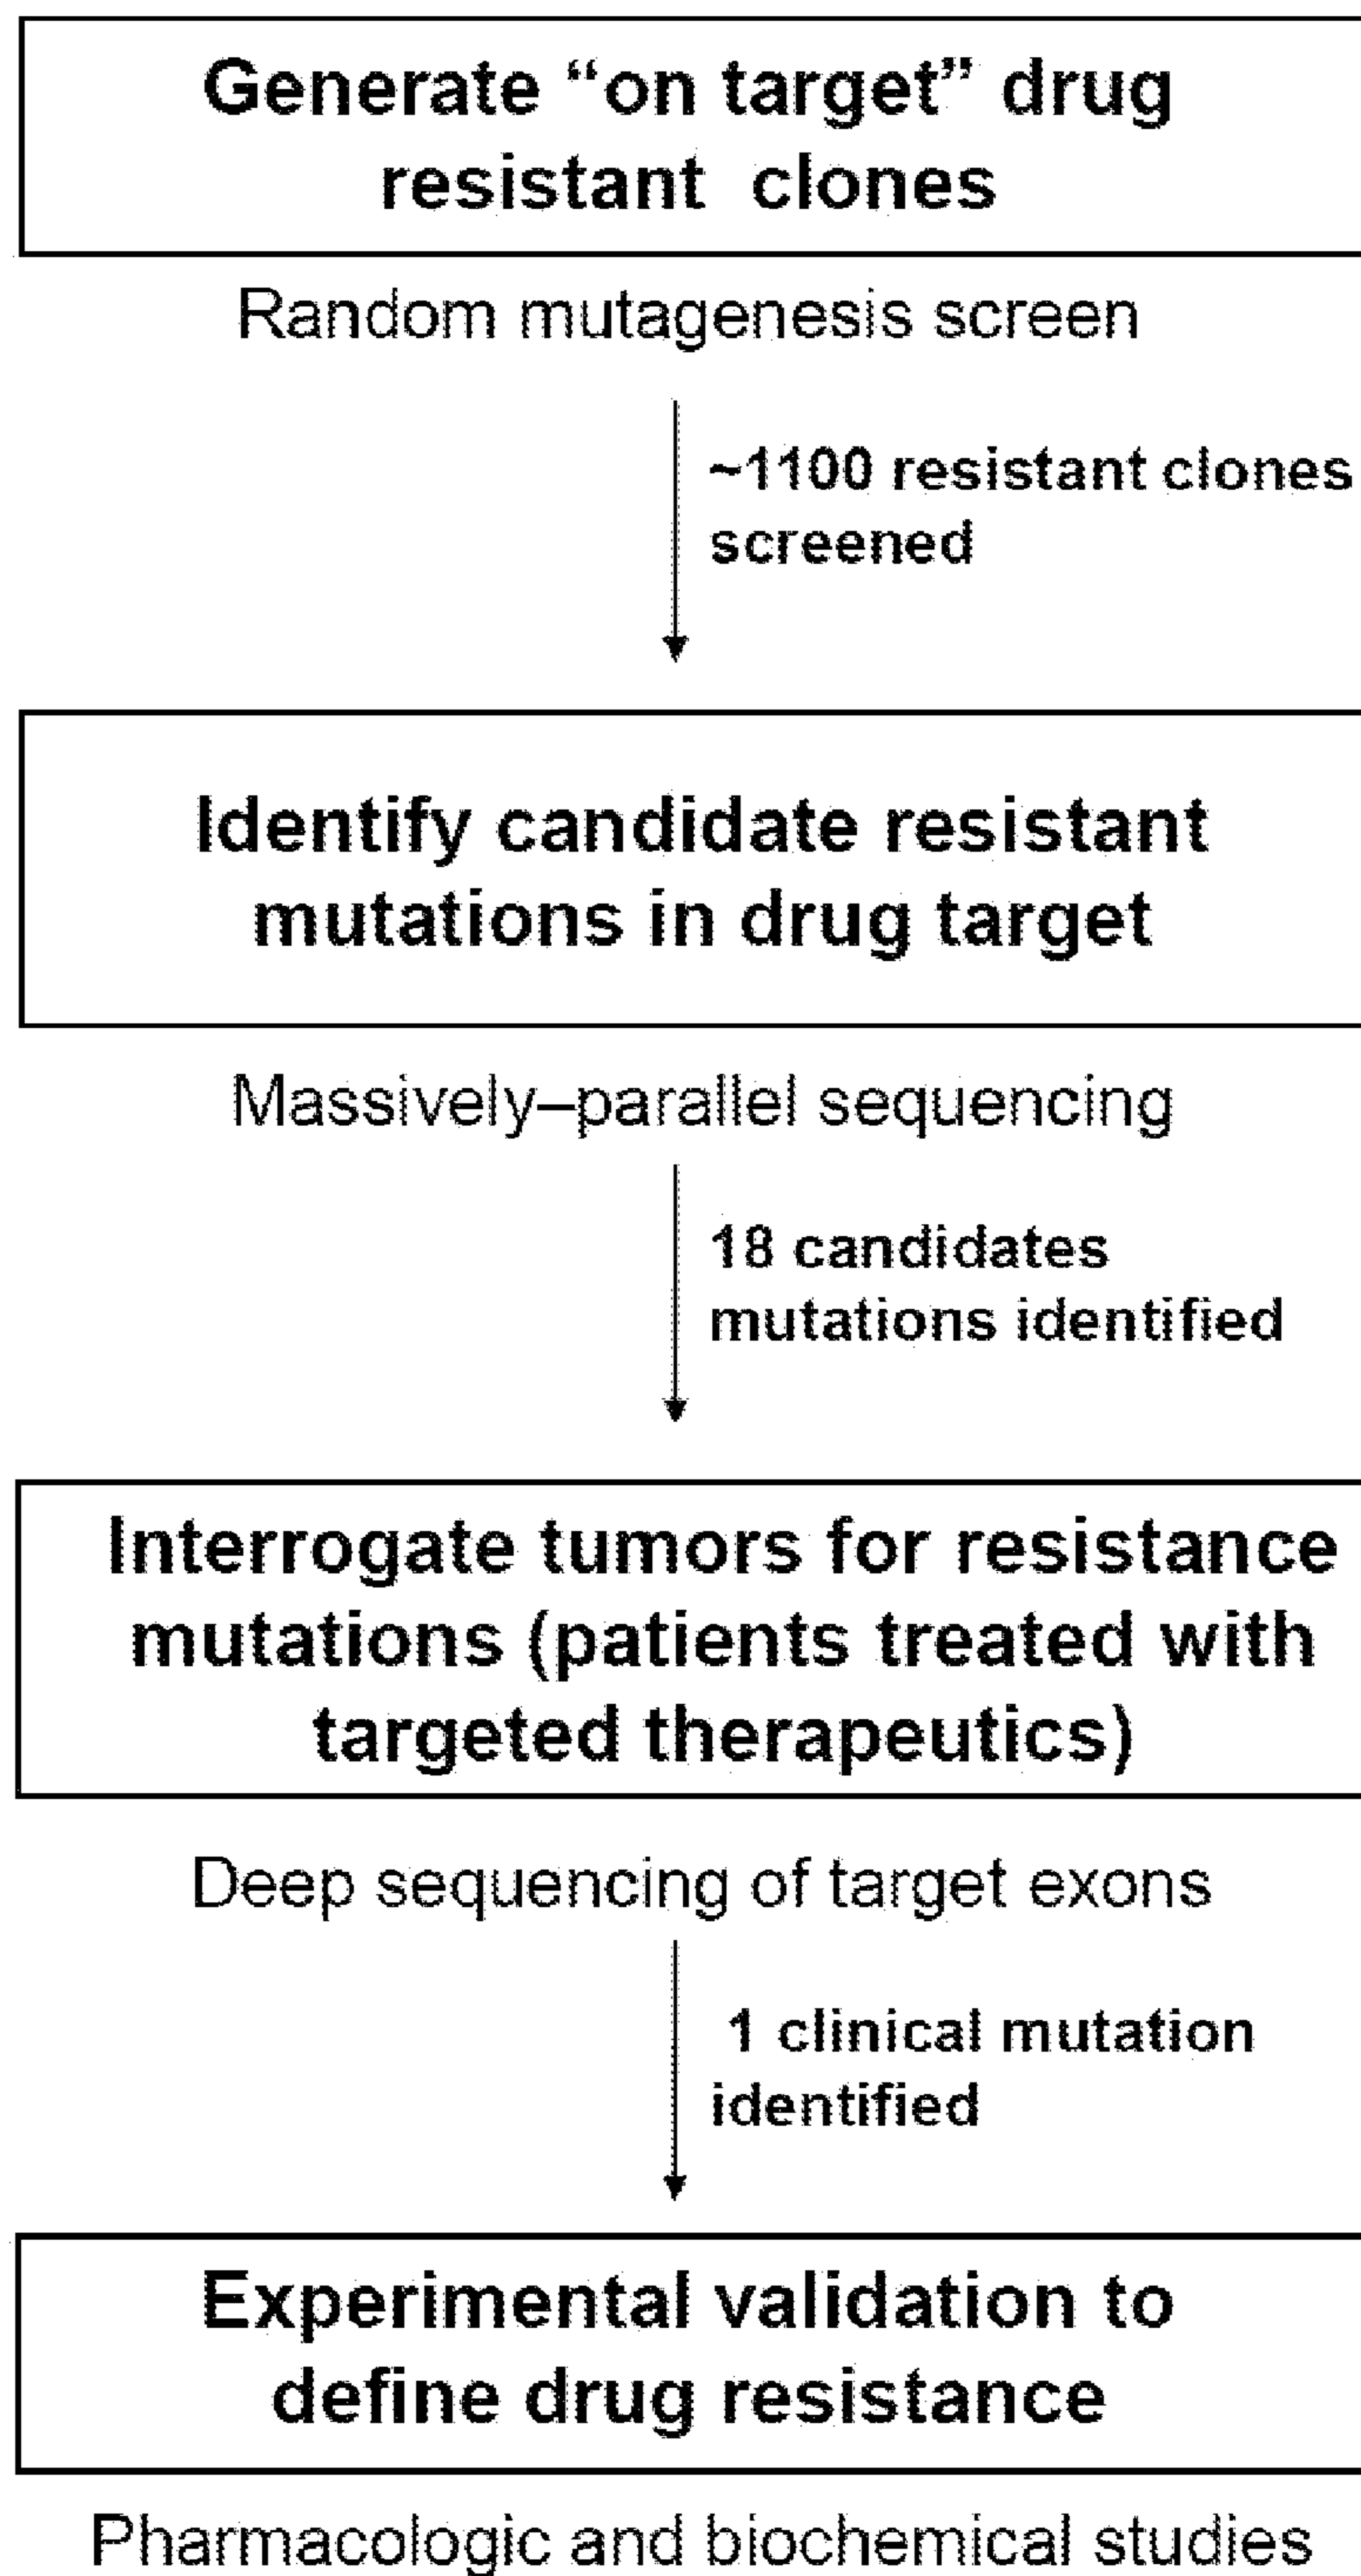 Generate “on target” drug
resistant clones
Random mutagenesis screen
~1100 resistant clones
screened
Identify candidate resistant
mutations in drug target
Massively–parallel sequencing
18 candidates
mutations identified
Interrogate tumors for resistance
mutations (patients treated with
targeted therapeutics)
Deep sequencing of target exons
1 clinical mutation
identified
Experimental validation to
define drug resistance
Pharmacologic and biochemical studies